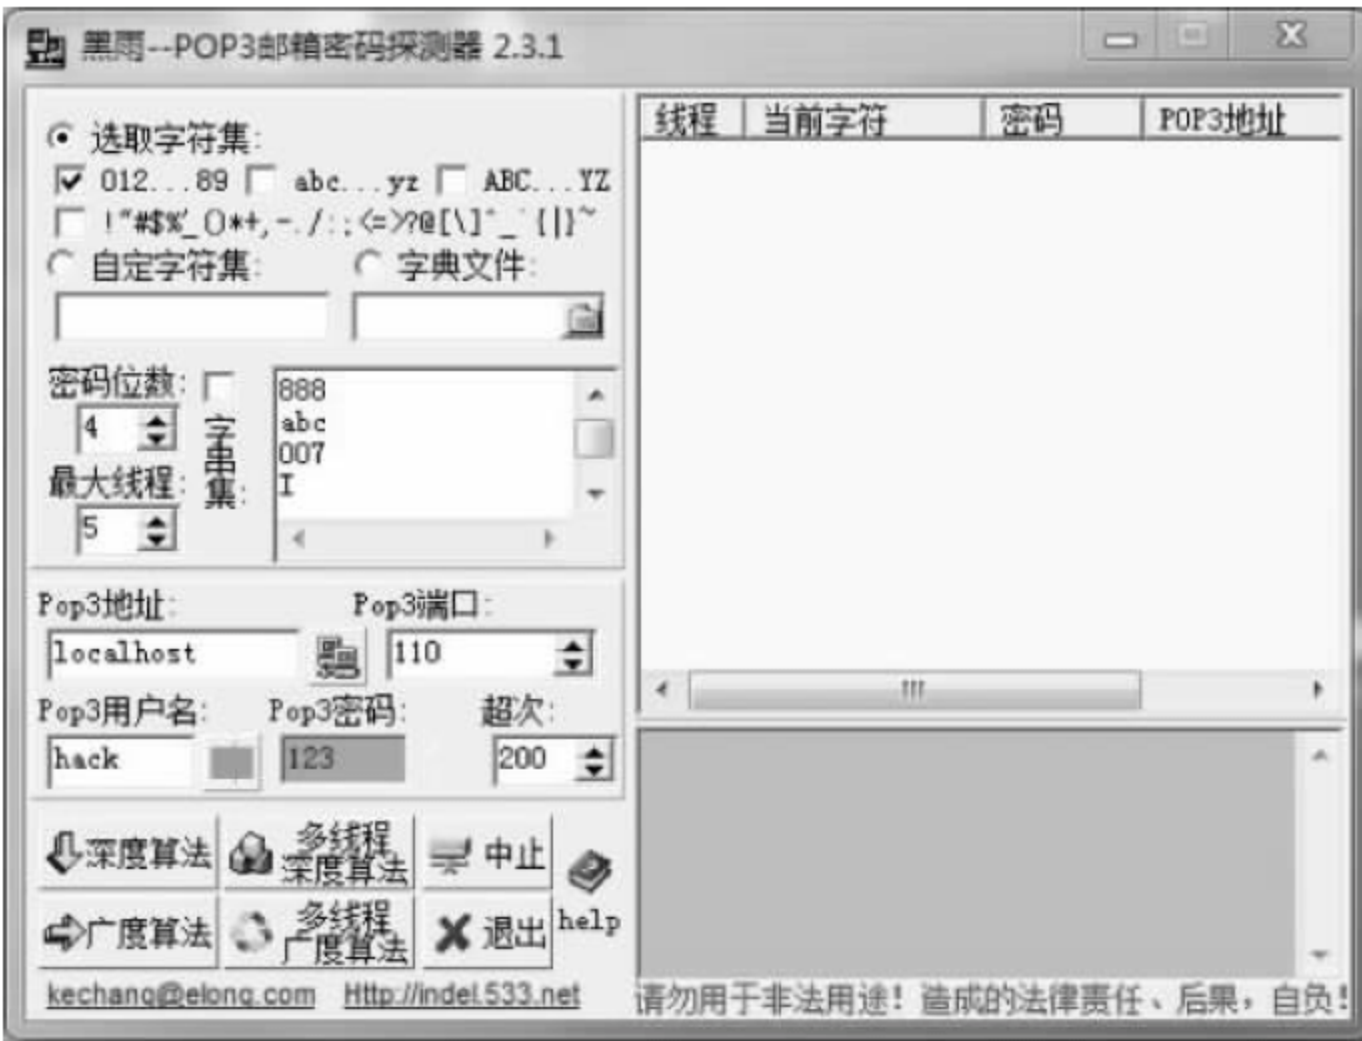 黑雨--POP3邮箱密码探测器 2.3.1
选取字符集:
012...89 abc...yz ABC...YZ
!"#$%'_()*+,-./:;<=>?@[\]^_`{|}~
自定字符集: 字典文件:
密码位数:
4
最大线程:
5
字串集:
888
abc
007
I
Pop3地址: Pop3端口:
localhost 110
Pop3用户名: Pop3密码: 超次:
hack 123 200
深度算法 多线程深度算法 中止
广度算法 多线程广度算法 退出 help
kechang@elong.com Http://indel.533.net
线程 当前字符 密码 POP3地址
请勿用于非法用途！造成的法律责任、后果，自负！